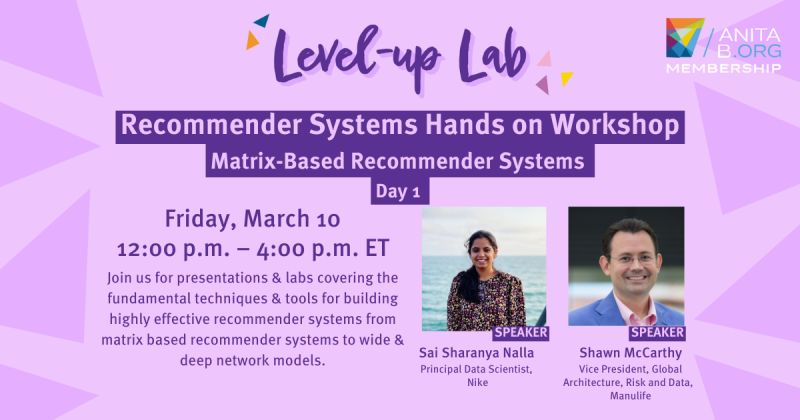 Level-up Lab
ANITA
B.ORG
MEMBERSHIP
Recommender Systems Hands on Workshop
Matrix-Based Recommender Systems
Day 1
Friday, March 10
12:00 p.m. – 4:00 p.m. ET
Join us for presentations & labs covering the
fundamental techniques & tools for building
highly effective recommender systems from
matrix based recommender systems to wide &
deep network models.
SPEAKER
Sai Sharanya Nalla
Principal Data Scientist,
Nike
SPEAKER
Shawn McCarthy
Vice President, Global
Architecture, Risk and Data,
Manulife